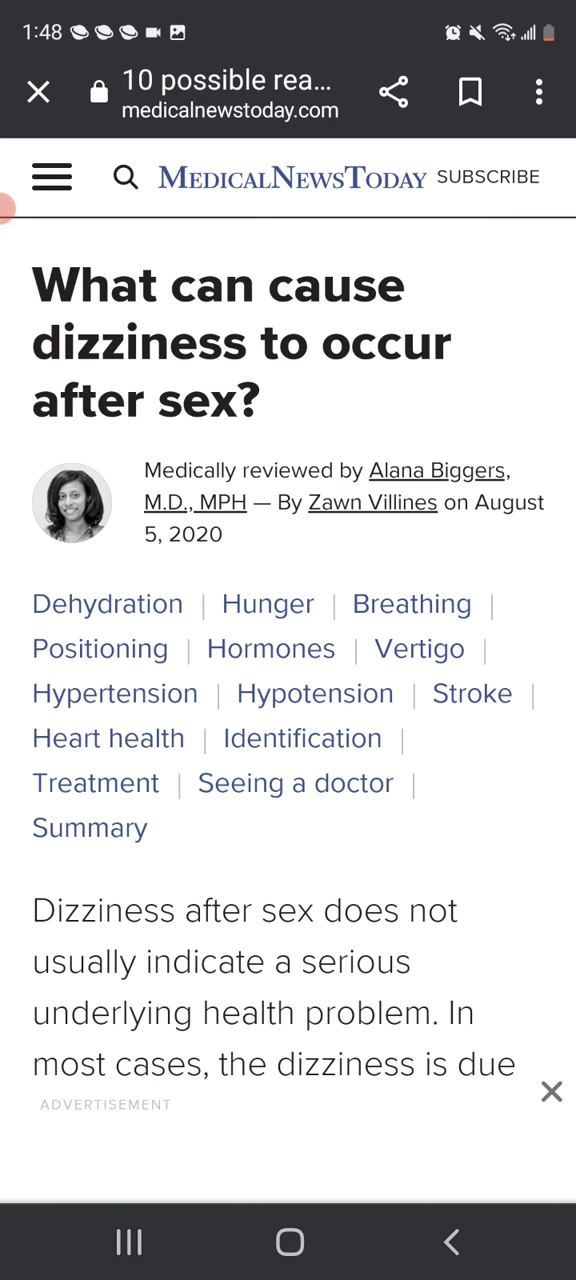 1:48
10 possible rea...
medicalnewstoday.com
MEDICALNEWSTODAY SUBSCRIBE
What can cause
dizziness to occur
after sex?
Medically reviewed by Alana Biggers,
M.D., MPH — By Zawn Villines on August
5, 2020
Dehydration | Hunger | Breathing |
Positioning | Hormones | Vertigo |
Hypertension | Hypotension | Stroke |
Heart health | Identification |
Treatment | Seeing a doctor |
Summary
Dizziness after sex does not
usually indicate a serious
underlying health problem. In
most cases, the dizziness is due
ADVERTISEMENT